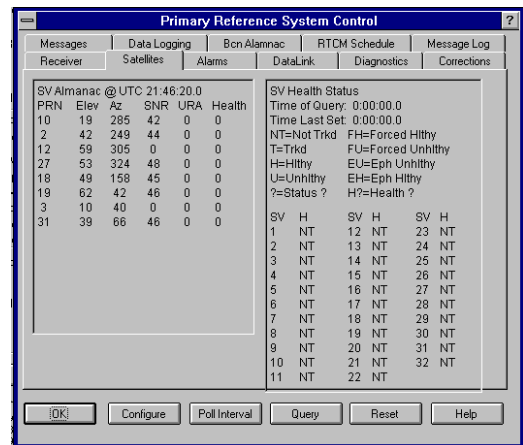 Primary Reference System Control ?
Messages Data Logging Bcn Alamnac RTCM Schedule Message Log
Receiver Satellites Alarms DataLink Diagnostics Corrections
SV Almanac @ UTC 21:46:20.0
PRN Elev Az SNR URA Health
10 19 285 42 0 0
2 42 249 44 0 0
12 59 305 0 0 0
27 53 324 48 0 0
18 49 158 45 0 0
19 62 42 46 0 0
3 10 40 0 0 0
31 39 66 46 0 0
SV Health Status
Time of Query: 0:00:00.0
Time Last Set: 0:00:00.0
NT=Not Trkd FH=Forced Hlthy
T=Trkd FU=Forced Unhlthy
H=Hlthy EU=Eph Unhlthy
U=Unhlthy EH=Eph Hlthy
?=Status ? H?=Health ?
SV H SV H SV H
1 NT 12 NT 23 NT
2 NT 13 NT 24 NT
3 NT 14 NT 25 NT
4 NT 15 NT 26 NT
5 NT 16 NT 27 NT
6 NT 17 NT 28 NT
7 NT 18 NT 29 NT
8 NT 19 NT 30 NT
9 NT 20 NT 31 NT
10 NT 21 NT 32 NT
11 NT 22 NT
OK Configure Poll Interval Query Reset Help